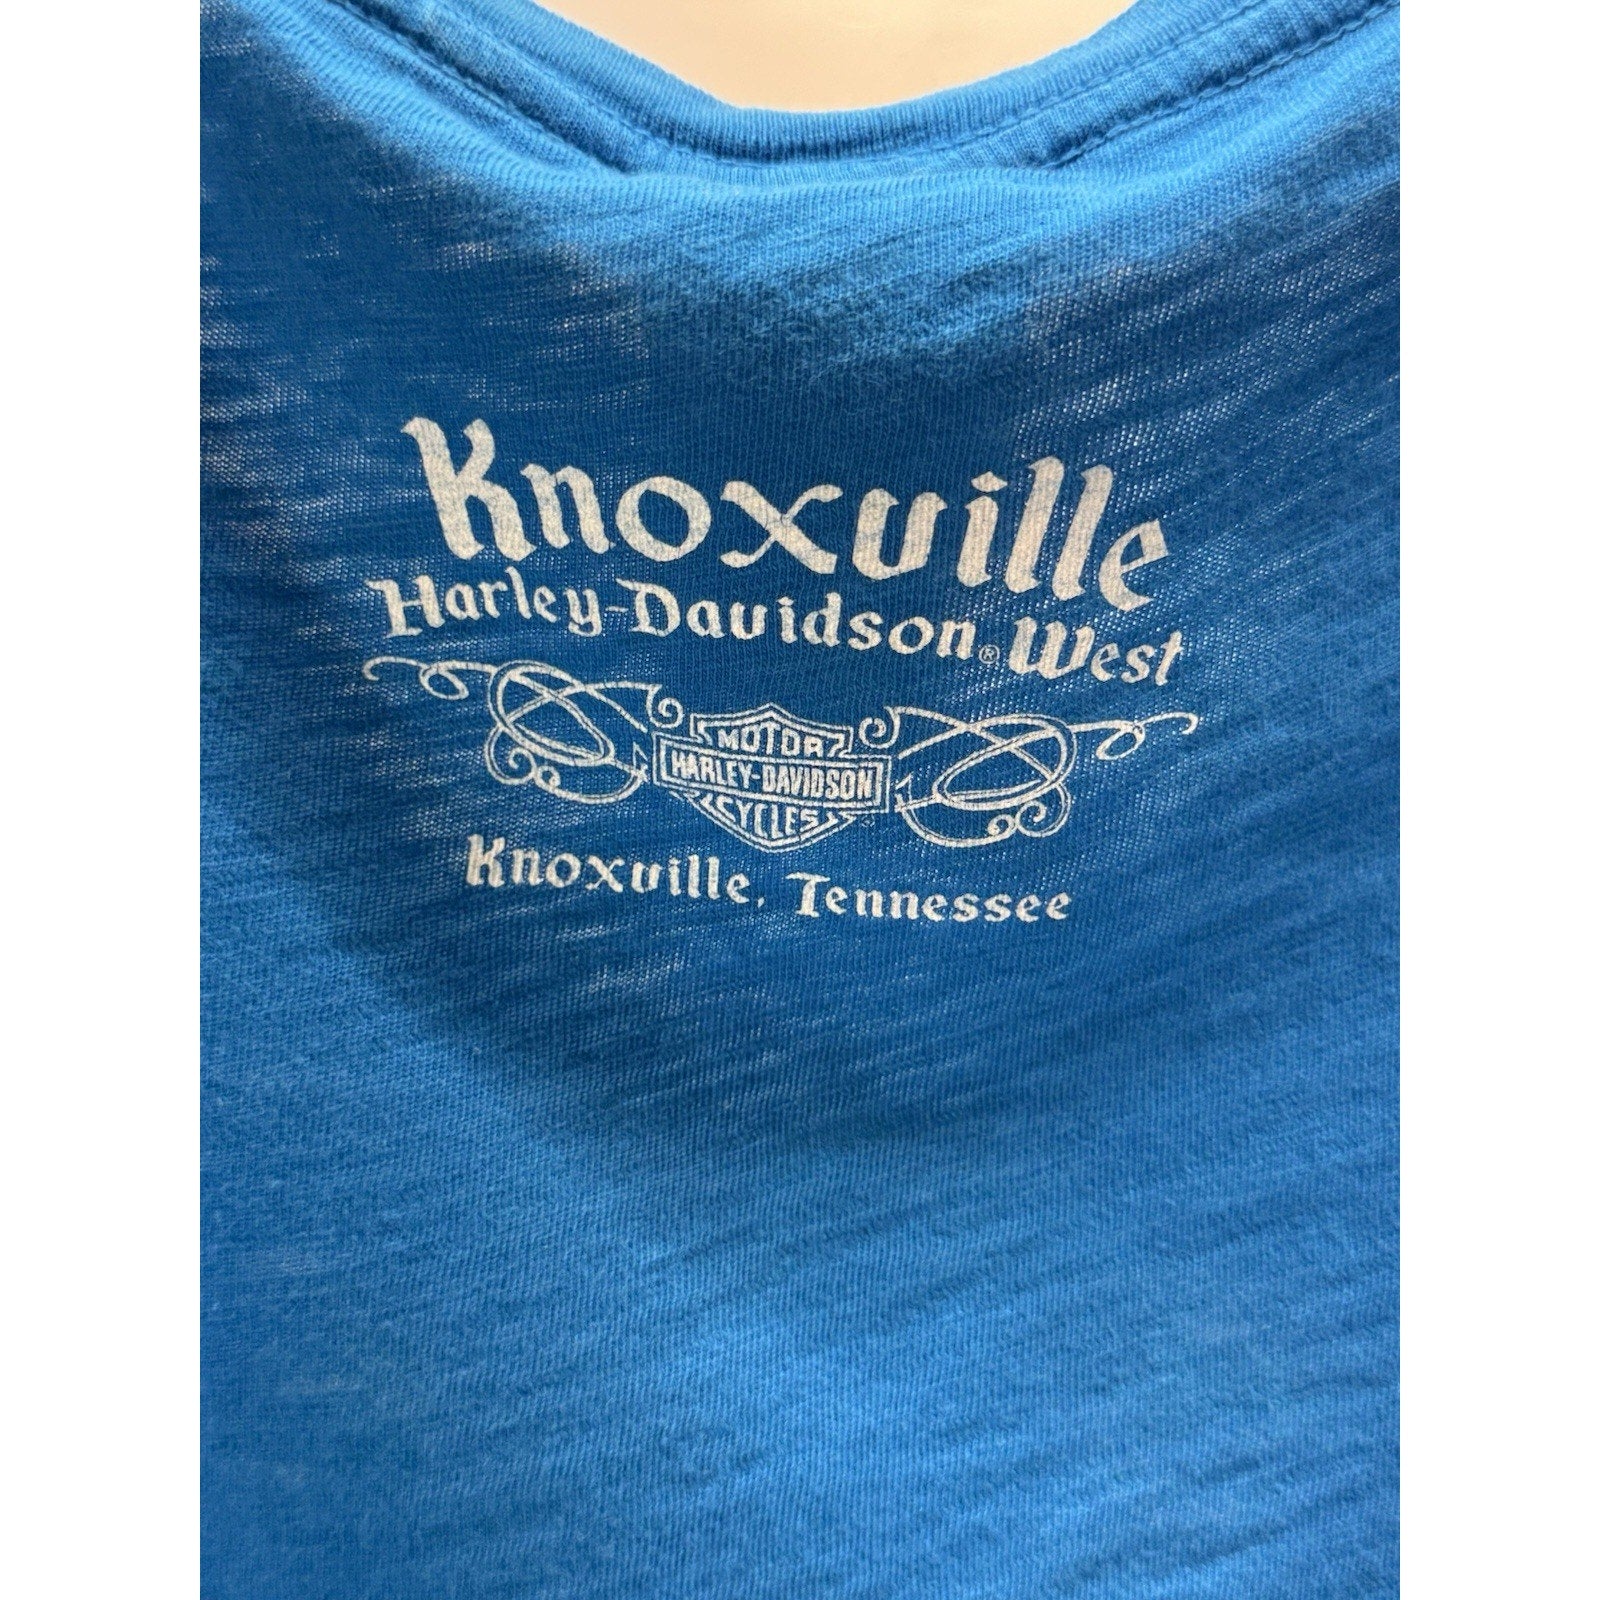 Knoxville
Harley-Davidson® West
MOTOR
HARLEY-DAVIDSON
CYCLES
Knoxville, Tennessee